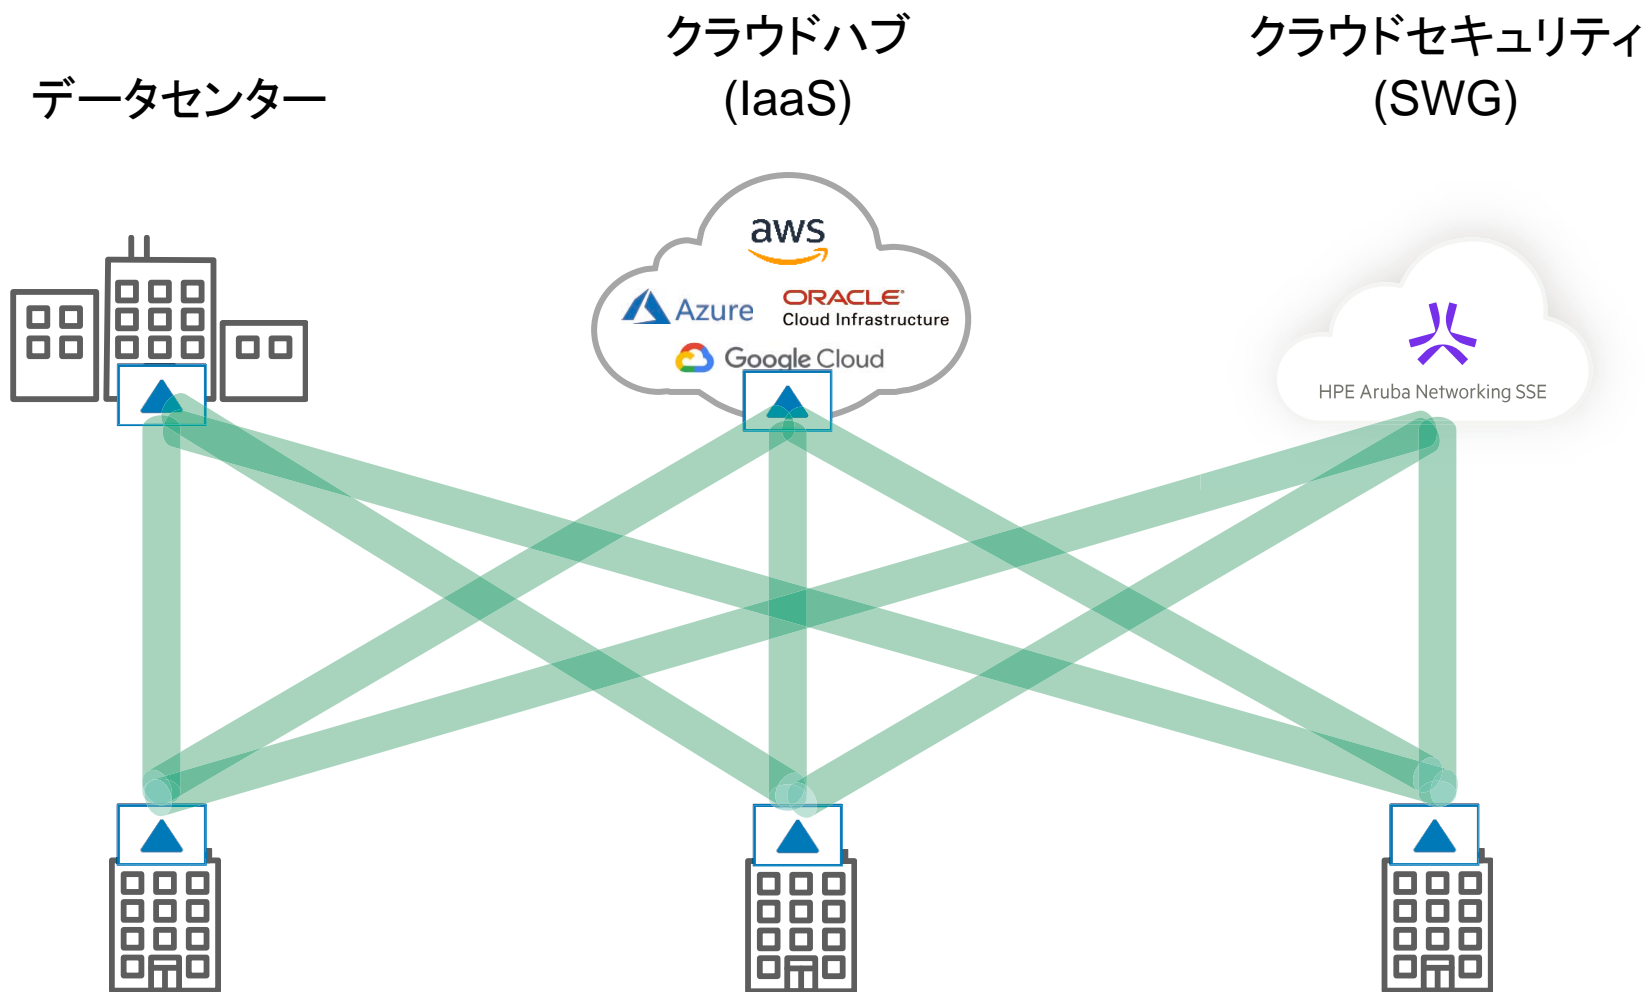 データセンター
クラウドハブ
(IaaS)
クラウドセキュリティ
(SWG)
aws
Azure
ORACLE
Cloud Infrastructure
Google Cloud
HPE Aruba Networking SSE